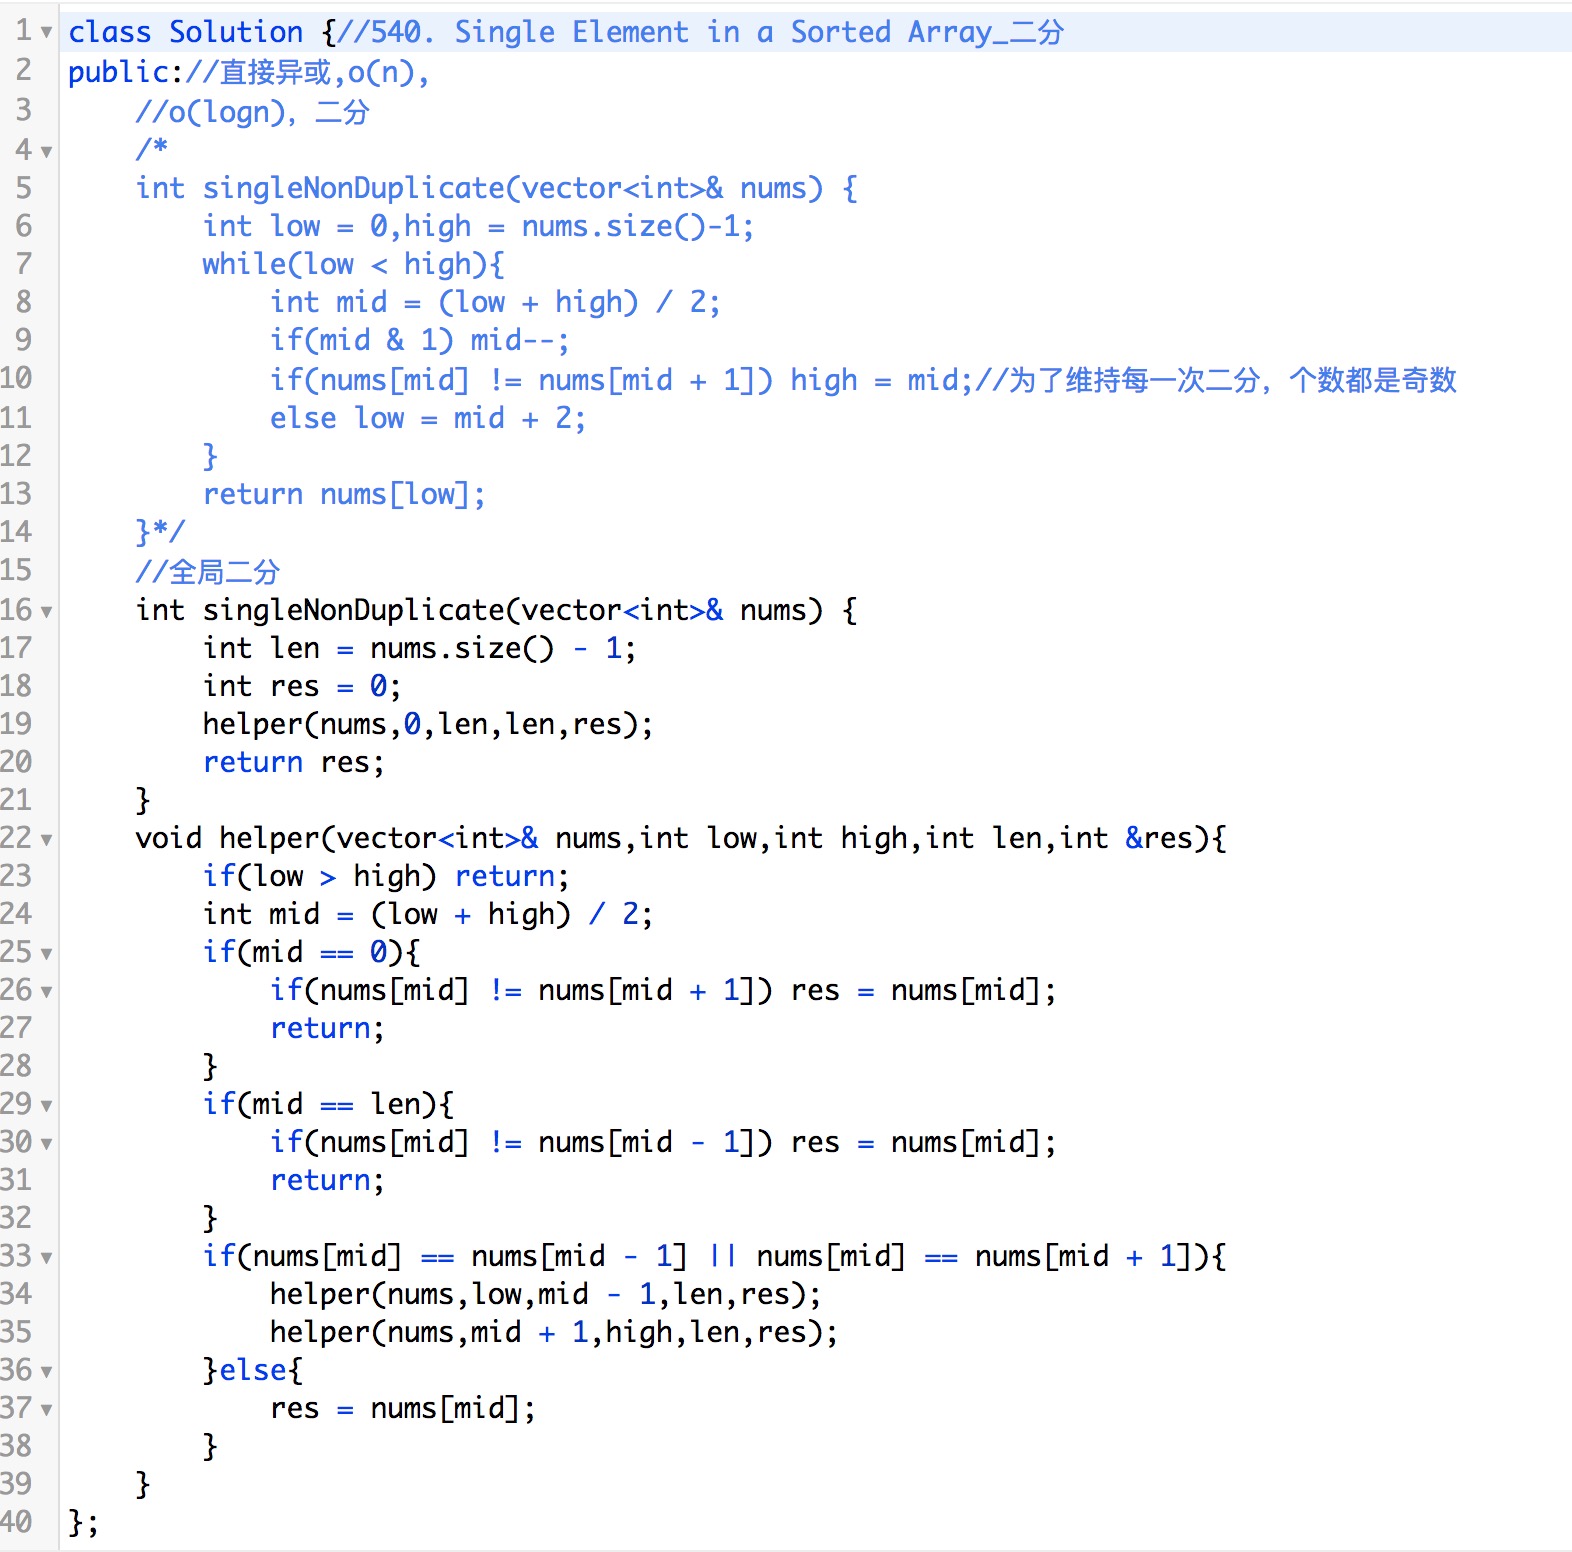 1 class Solution {//540. Single Element in a Sorted Array_二分
2 public://直接异或,o(n),
3     //o(logn)，二分
4     /*
5     int singleNonDuplicate(vector<int>& nums) {
6         int low = 0,high = nums.size()-1;
7         while(low < high){
8             int mid = (low + high) / 2;
9             if(mid & 1) mid--;
10             if(nums[mid] != nums[mid + 1]) high = mid;//为了维持每一次二分，个数都是奇数
11             else low = mid + 2;
12         }
13         return nums[low];
14     }*/
15     //全局二分
16     int singleNonDuplicate(vector<int>& nums) {
17         int len = nums.size() - 1;
18         int res = 0;
19         helper(nums,0,len,len,res);
20         return res;
21     }
22     void helper(vector<int>& nums,int low,int high,int len,int &res){
23         if(low > high) return;
24         int mid = (low + high) / 2;
25         if(mid == 0){
26             if(nums[mid] != nums[mid + 1]) res = nums[mid];
27             return;
28         }
29         if(mid == len){
30             if(nums[mid] != nums[mid - 1]) res = nums[mid];
31             return;
32         }
33         if(nums[mid] == nums[mid - 1] || nums[mid] == nums[mid + 1]){
34             helper(nums,low,mid - 1,len,res);
35             helper(nums,mid + 1,high,len,res);
36         }else{
37             res = nums[mid];
38         }
39     }
40 };